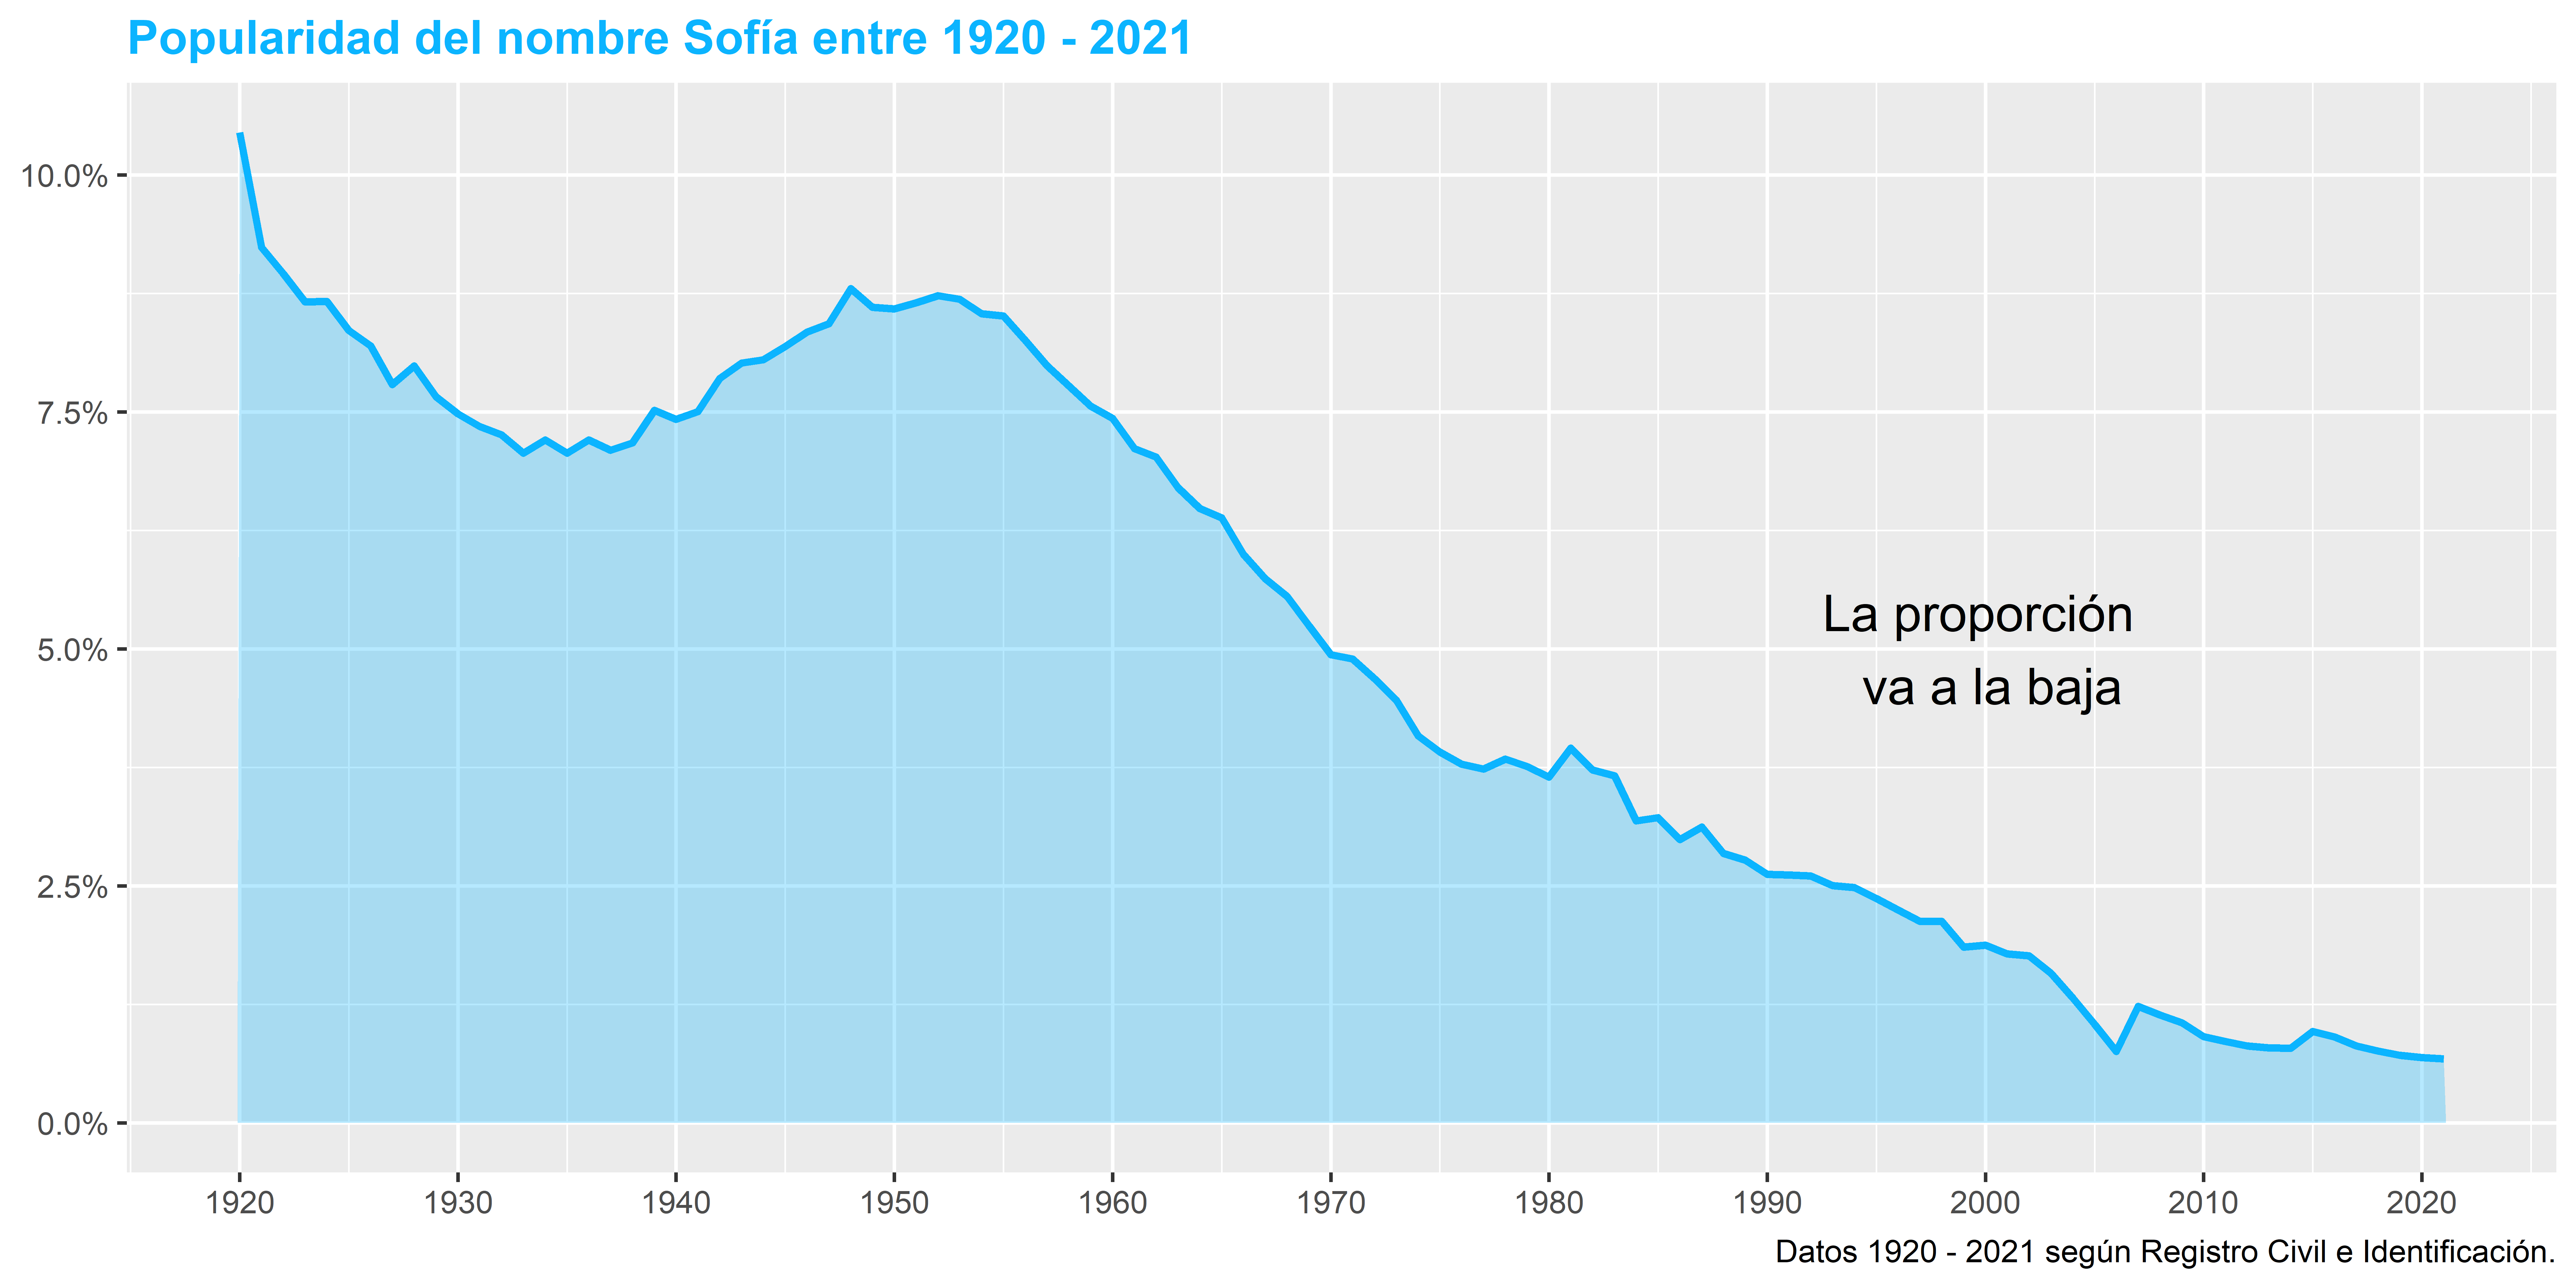 Popularidad del nombre Sofía entre 1920 - 2021
10.0%
7.5%
5.0%
2.5%
0.0%
La proporción
va a la baja
1920 1930 1940 1950 1960 1970 1980 1990 2000 2010 2020
Datos 1920 - 2021 según Registro Civil e Identificación.